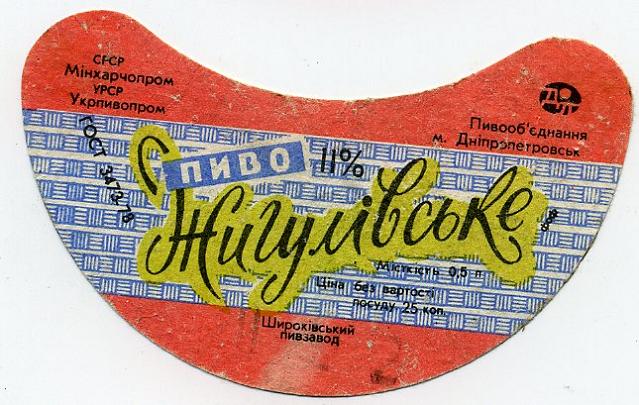 СРСР
Мінхарчопром
УРСР
Укрпивопром
Пивооб'єднання
м. Дніпропетровськ
ГОСТ 3473-78
ПИВО 11%
Жигулівське
Місткість 0,5 л
Ціна без вартості
посуду 25 коп.
Широківський
пивзавод